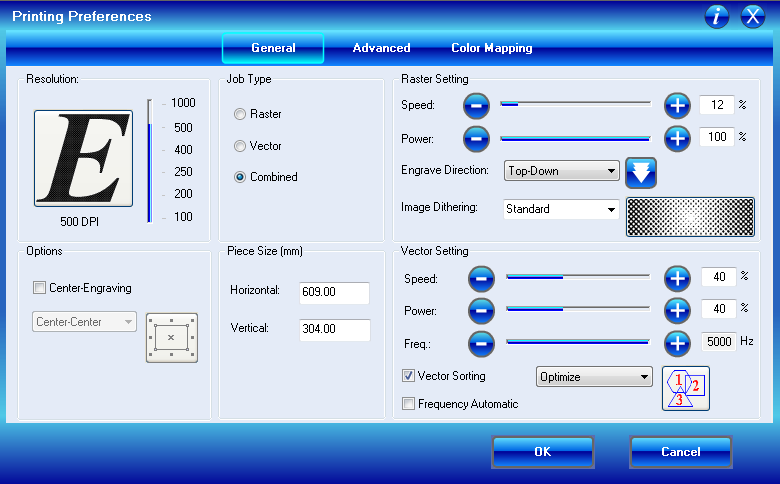 Printing Preferences
General Advanced Color Mapping
Resolution:
E
1000
500
400
250
200
100
500 DPI
Job Type
Raster
Vector
Combined
Raster Setting
Speed: 12 %
Power: 100 %
Engrave Direction: Top-Down
Image Dithering: Standard
Options
Center-Engraving
Center-Center
Piece Size (mm)
Horizontal: 609.00
Vertical: 304.00
Vector Setting
Speed: 40 %
Power: 40 %
Freq.: 5000 Hz
Vector Sorting Optimize
1
2
3
Frequency Automatic
OK Cancel